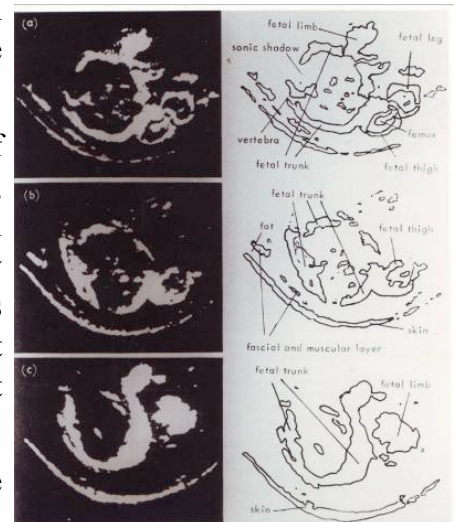 (a)
fetal limb
fetal leg
sonic shadow
vertebra
femur
fetal trunk
fetal thigh
(b)
fetal trunk
fat
fetal thigh
skin
fascial and muscular layer
(c)
fetal trunk
fetal limb
skin